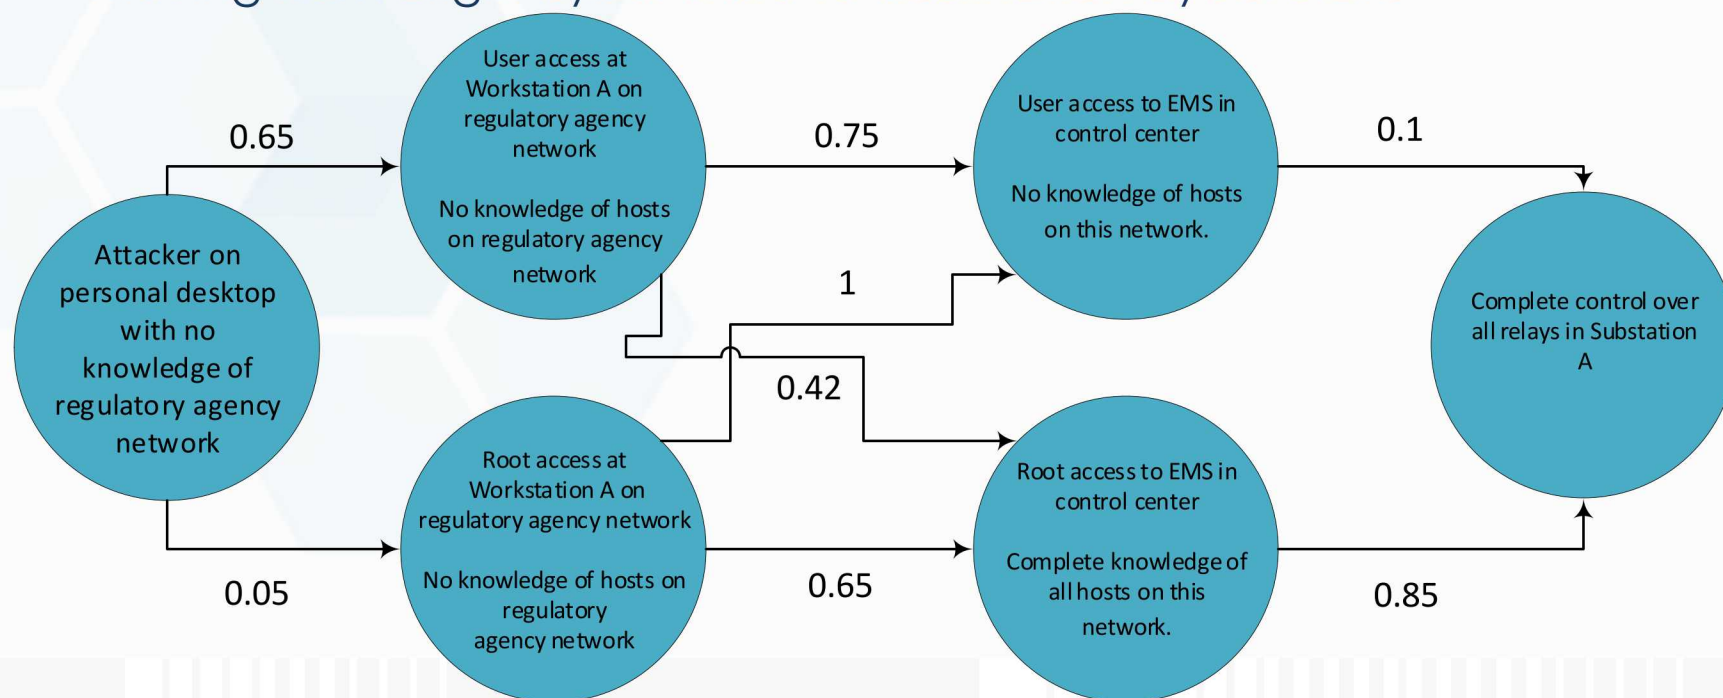 Attacker on
personal desktop
with no
knowledge of
regulatory agency
network
0.65
0.05
User access at
Workstation A on
regulatory agency
network
No knowledge of hosts
on regulatory agency
network
Root access at
Workstation A on
regulatory agency network
No knowledge of hosts on
regulatory
agency network
0.75
1
0.42
0.65
User access to EMS in
control center
No knowledge of hosts
on this network.
Root access to EMS in
control center
Complete knowledge of
all hosts on this
network.
0.1
0.85
Complete control over
all relays in Substation
A